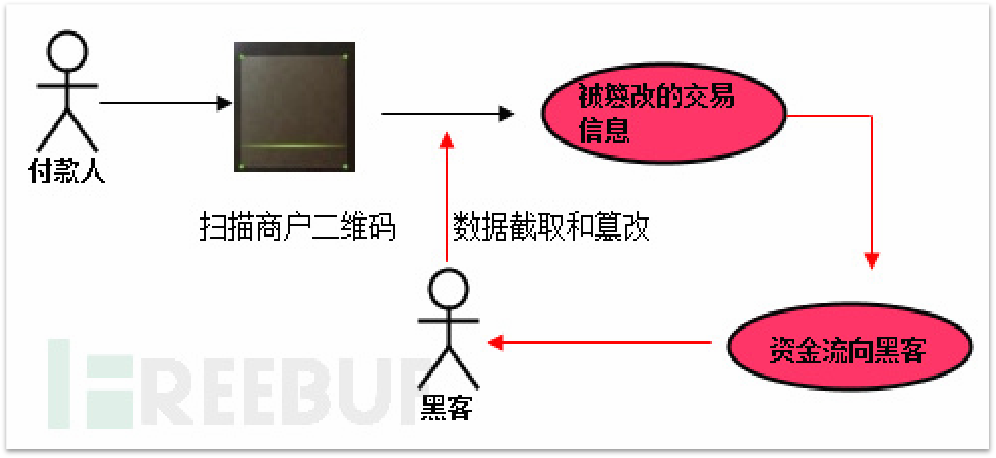 被篡改的交易
信息
付款人
扫描商户二维码
数据截取和篡改
资金流向黑客
黑客
REEBUF